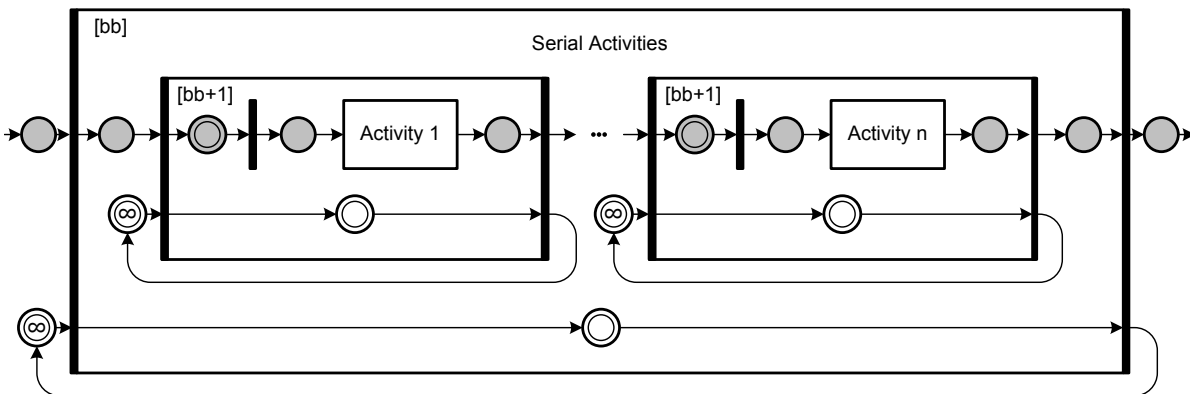 [bb]
Serial Activities
[bb+1]
[bb+1]
Activity 1
...
Activity n
∞
∞
∞